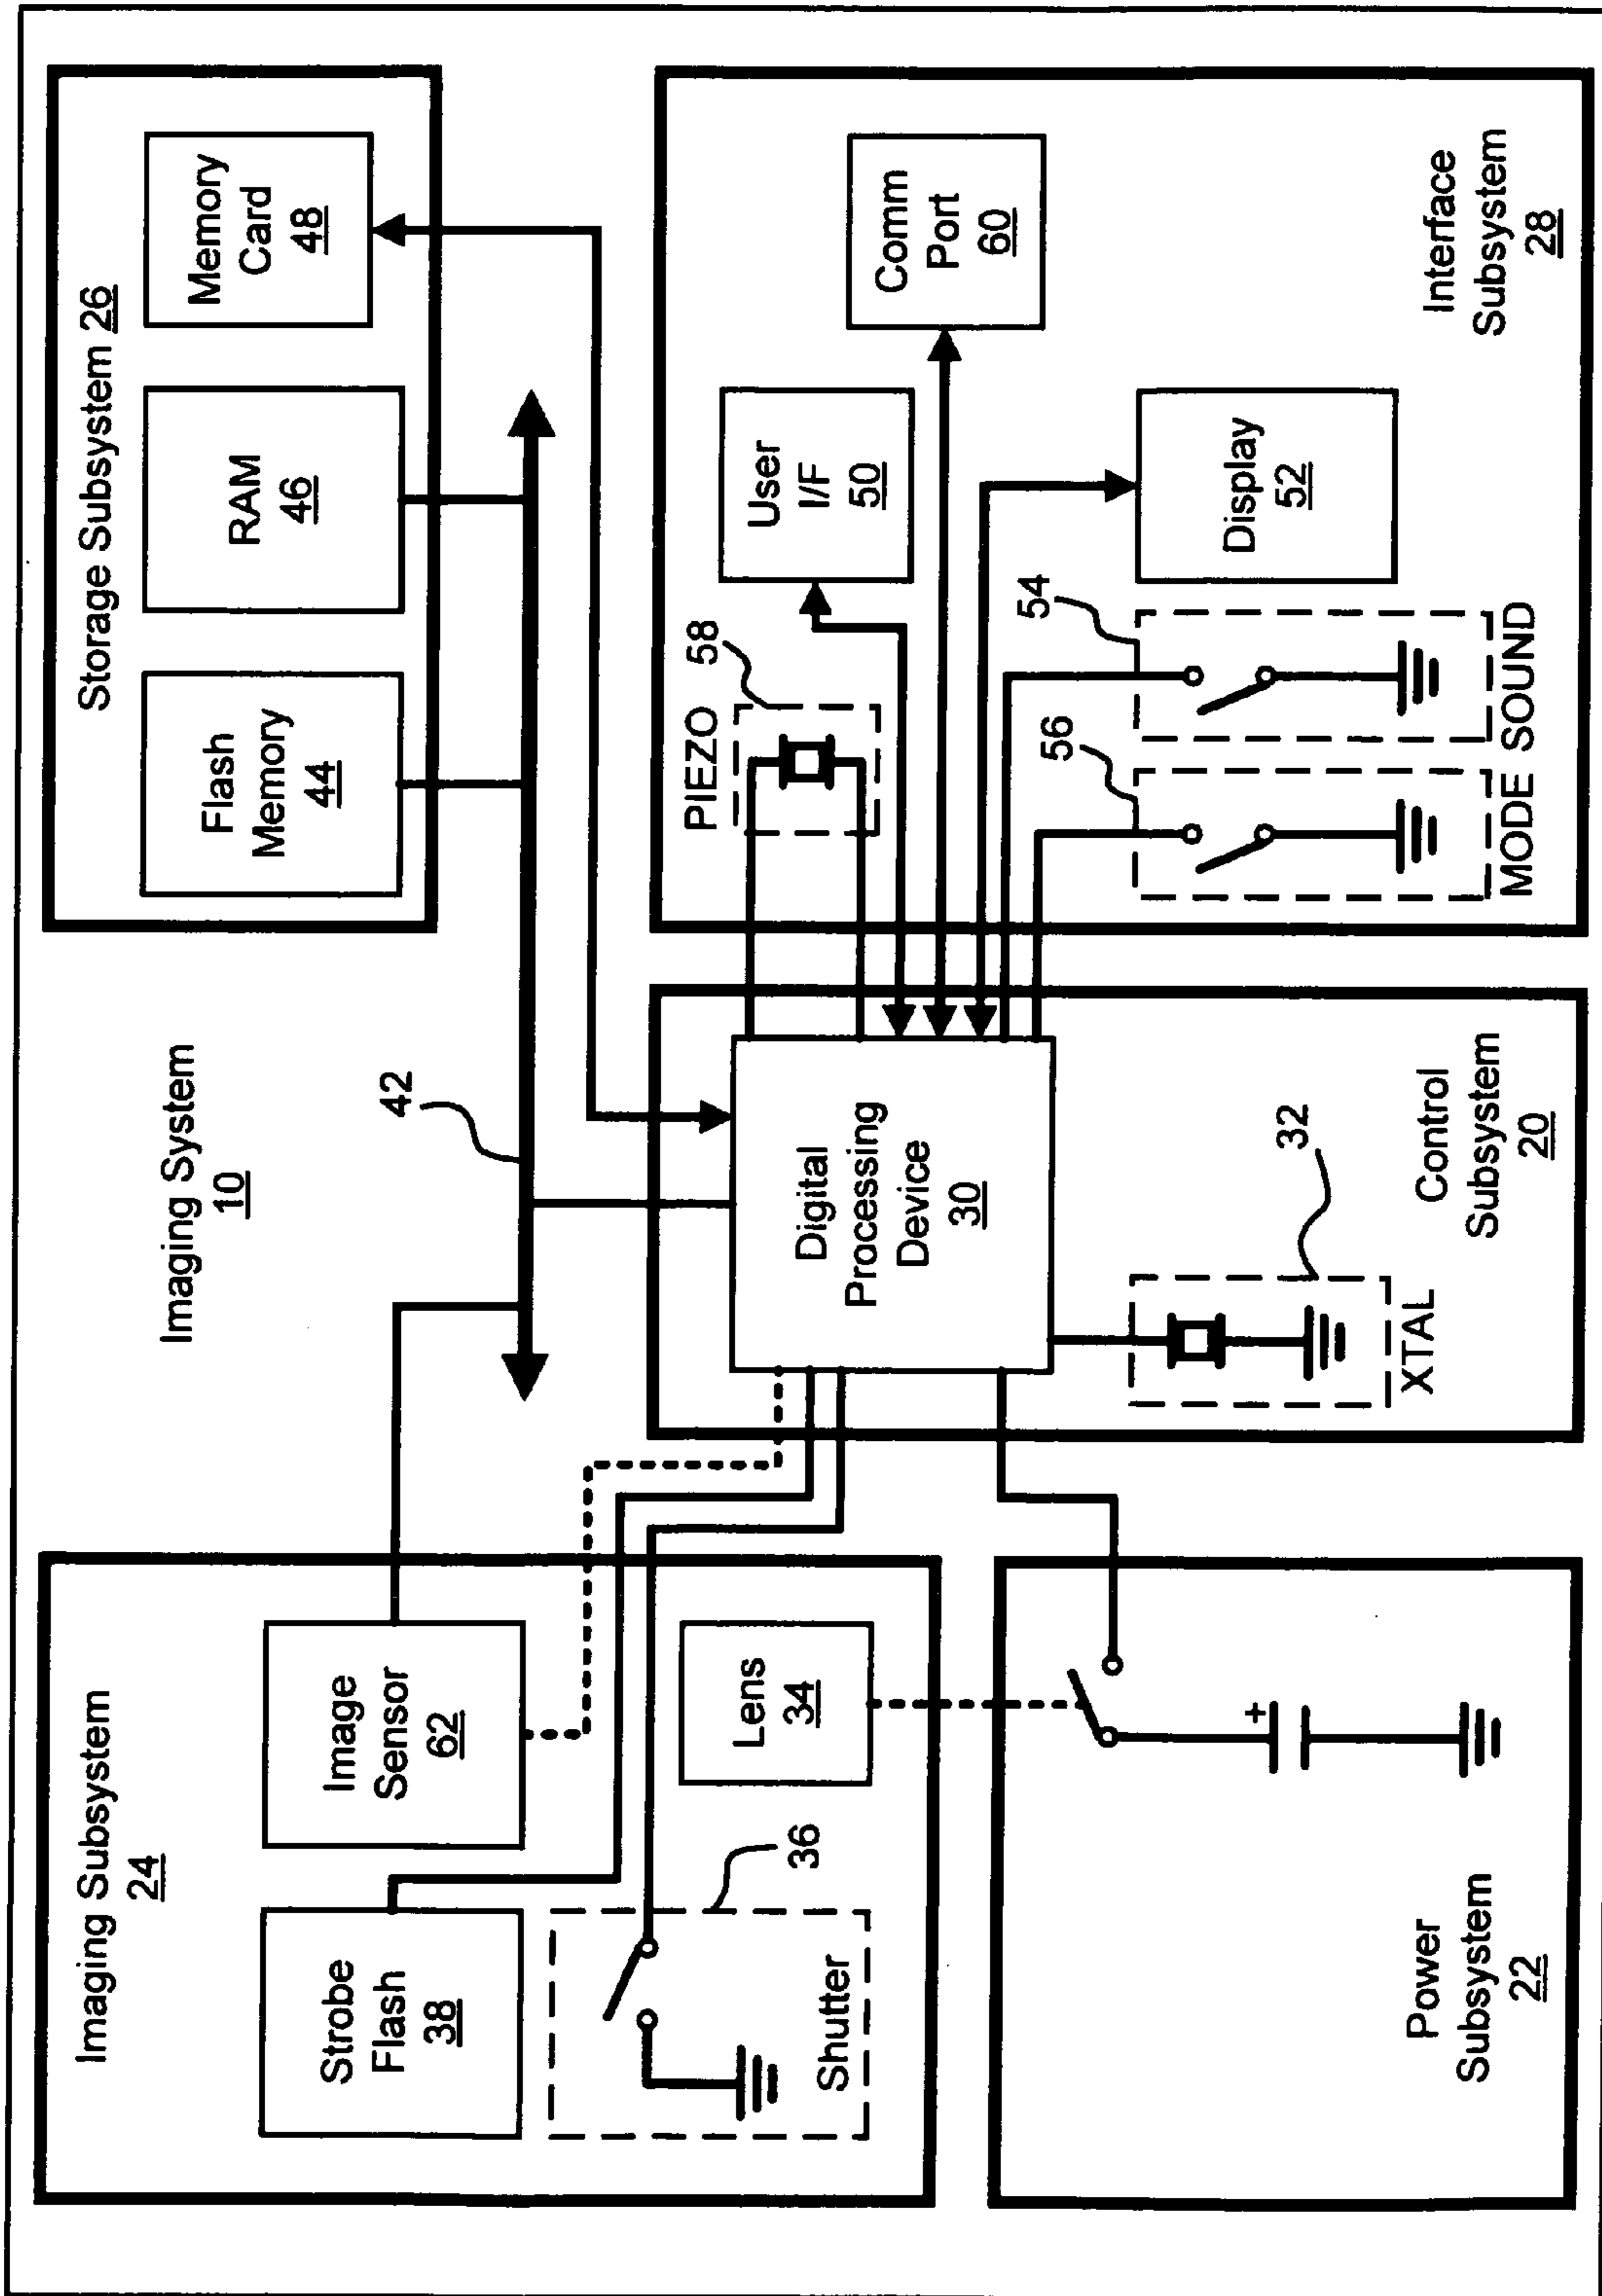 Imaging System
10
Imaging Subsystem
24
Strobe
Flash
38
Image
Sensor
62
Shutter
36
Lens
34
Power
Subsystem
22
+
42
Digital
Processing
Device
30
XTAL
32
Control
Subsystem
20
Storage Subsystem 26
Flash
Memory
44
RAM
46
Memory
Card
48
PIEZO
58
User
I/F
50
Comm
Port
60
56
54
Display
52
MODE SOUND
Interface
Subsystem
28